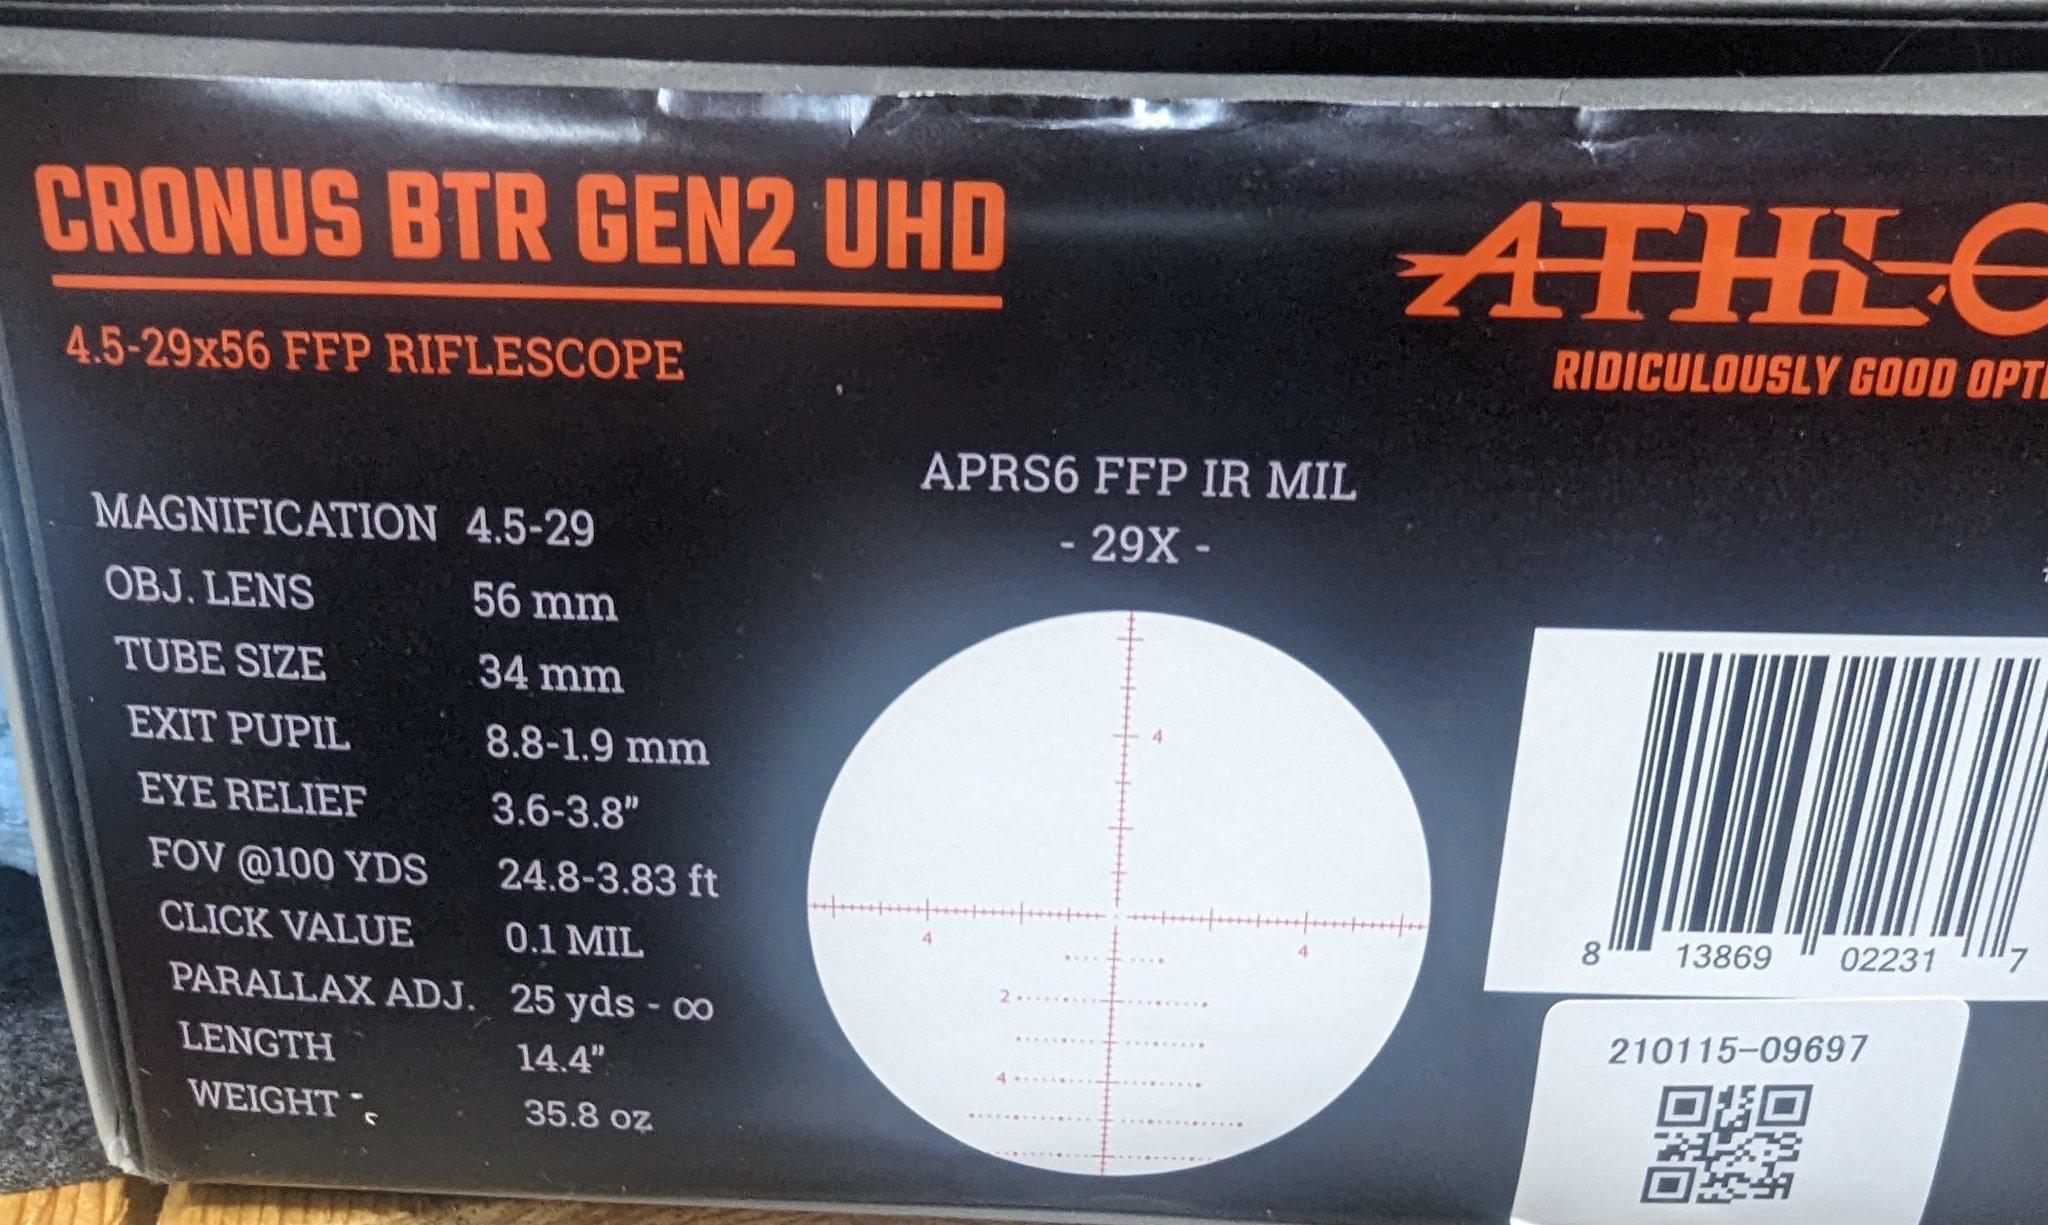 CRONUS BTR GEN2 UHD
4.5-29x56 FFP RIFLESCOPE
ATHLO
RIDICULOUSLY GOOD OPTI
MAGNIFICATION 4.5-29
OBJ. LENS 56 mm
TUBE SIZE 34 mm
EXIT PUPIL 8.8-1.9 mm
EYE RELIEF 3.6-3.8”
FOV @100 YDS 24.8-3.83 ft
CLICK VALUE 0.1 MIL
PARALLAX ADJ. 25 yds - ∞
LENGTH 14.4”
WEIGHT 35.8 oz
APRS6 FFP IR MIL
- 29X -
4
4 4
2
4
8 13869 02231 7
210115-09697